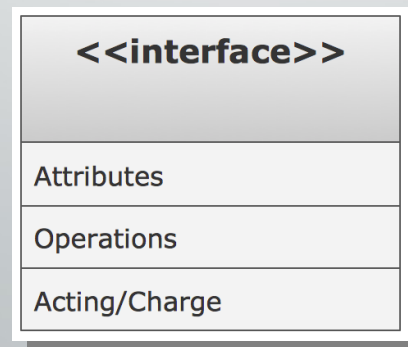 <<interface>>
Attributes
Operations
Acting/Charge